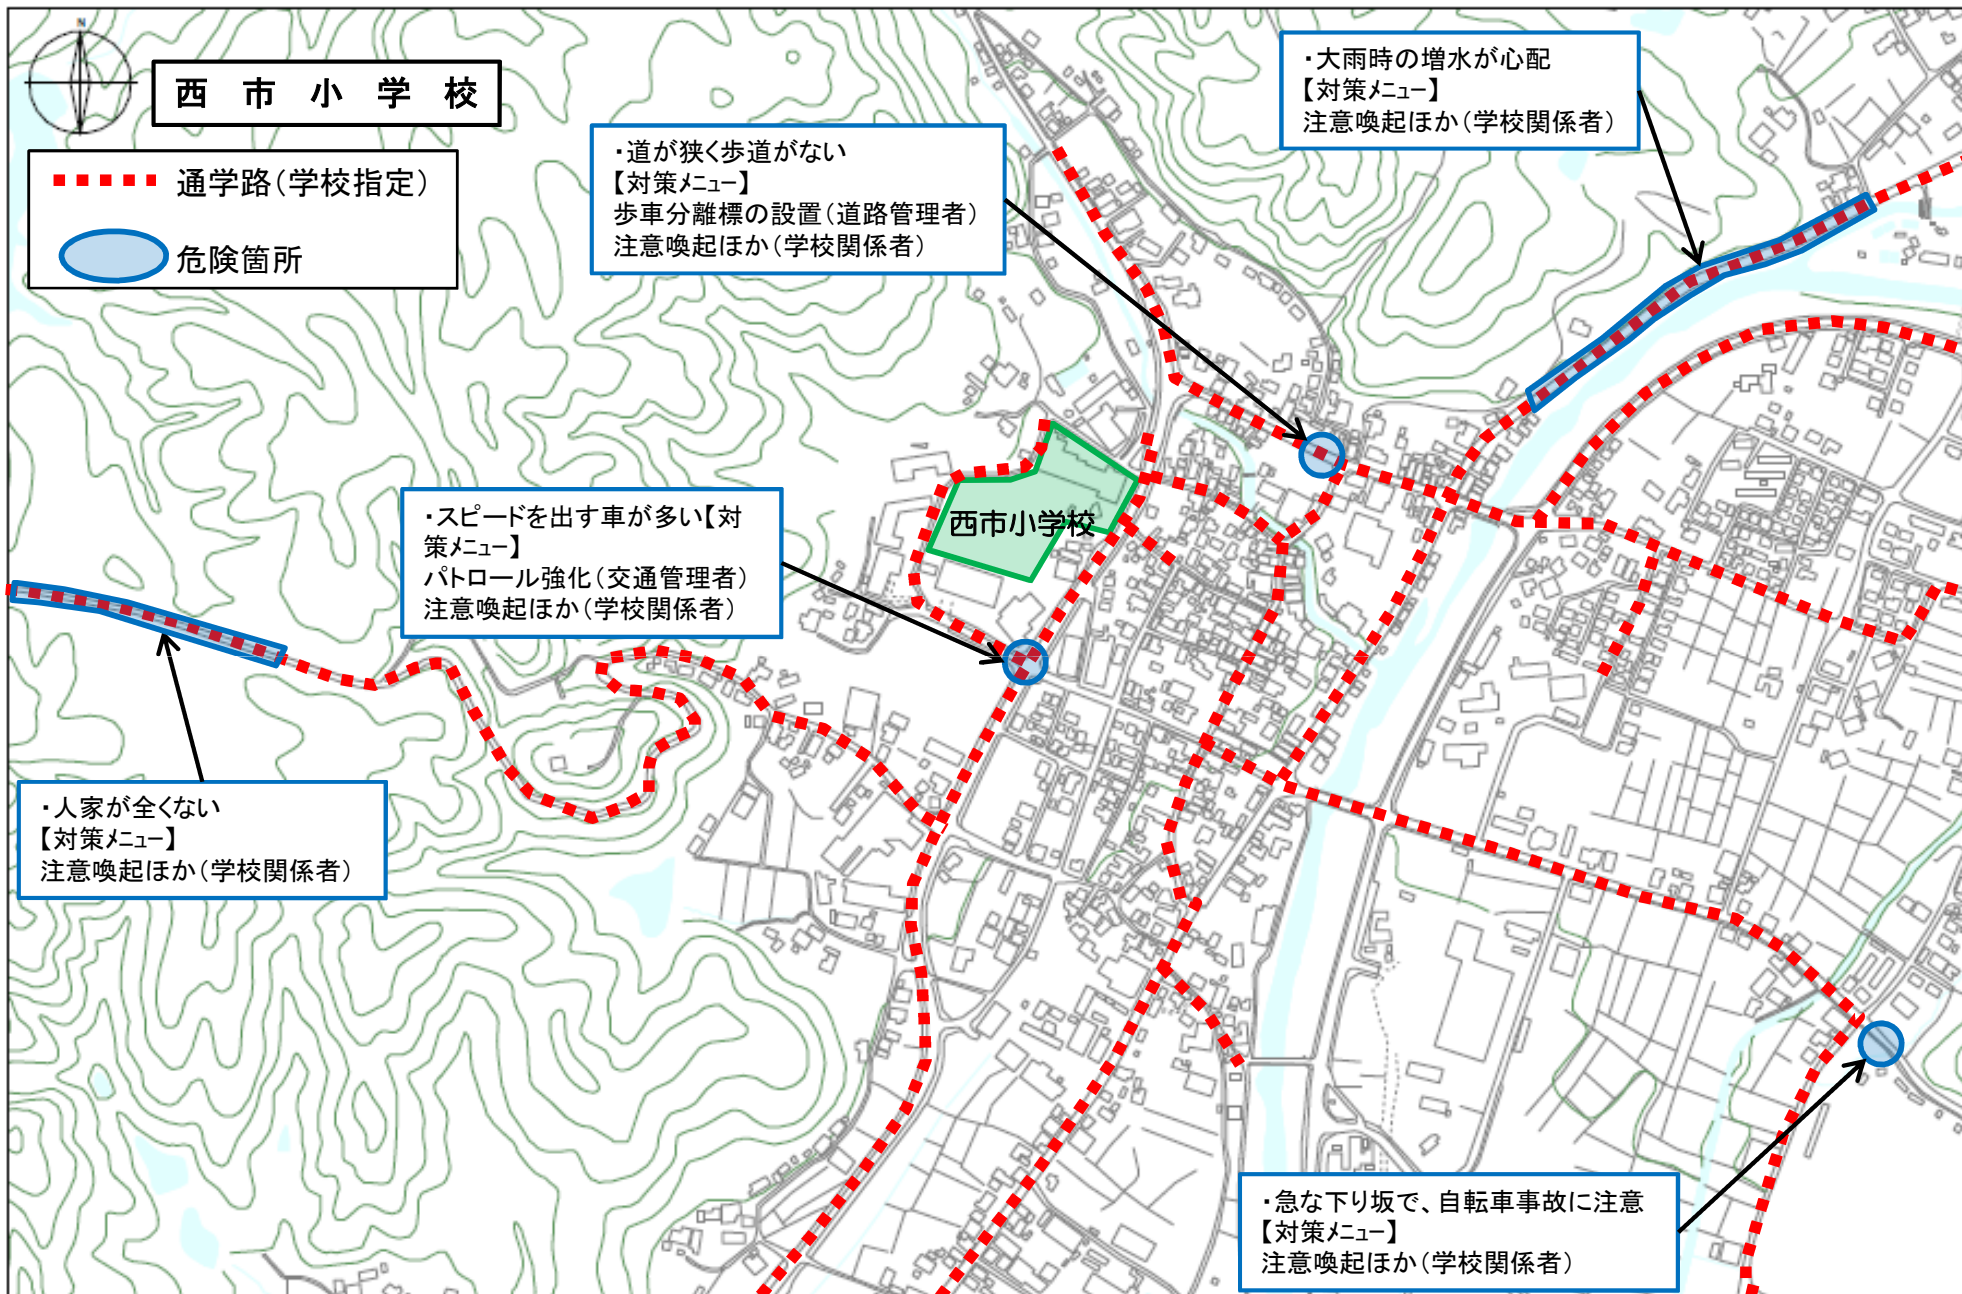 N
西市小学校
通学路（学校指定）
危険箇所
・道が狭く歩道がない
【対策メニュー】
歩車分離標の設置（道路管理者）
注意喚起ほか（学校関係者）
・大雨時の増水が心配
【対策メニュー】
注意喚起ほか（学校関係者）
・スピードを出す車が多い【対
策メニュー】
パトロール強化（交通管理者）
注意喚起ほか（学校関係者）
西市小学校
・人家が全くない
【対策メニュー】
注意喚起ほか（学校関係者）
・急な下り坂で、自転車事故に注意
【対策メニュー】
注意喚起ほか（学校関係者）